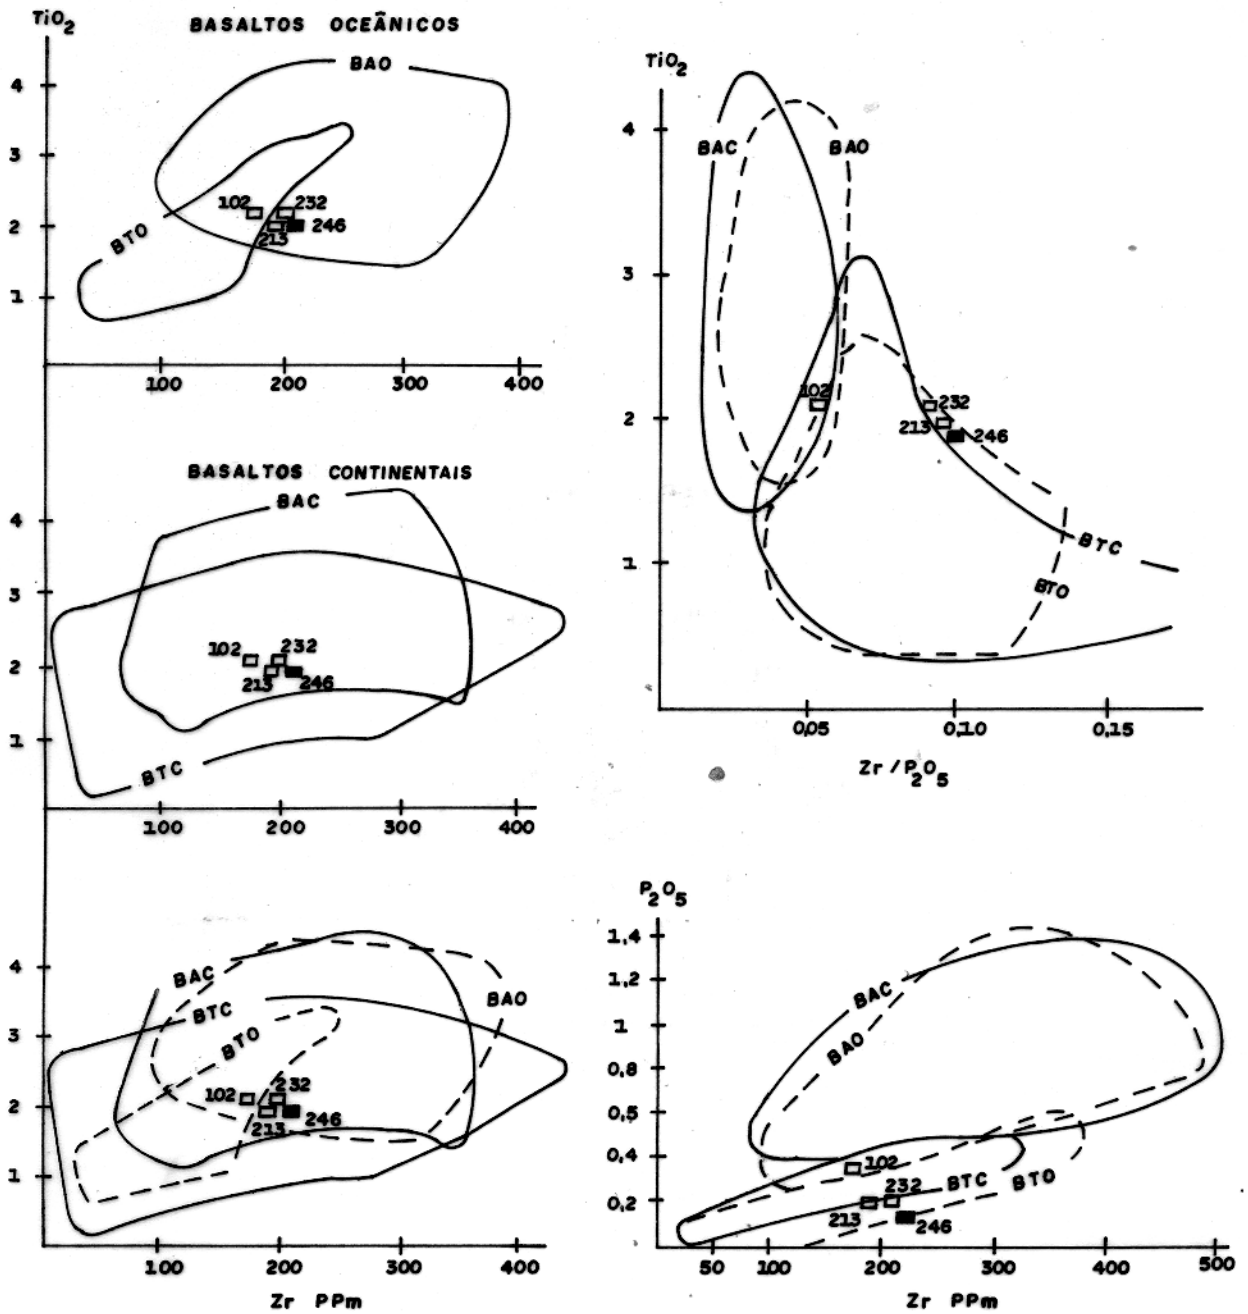 TiO2
BASALTOS OCEÂNICOS
4
3
2
1
BAO
BTO
102
232
213
246
100
200
300
400
BASALTOS CONTINENTAIS
4
3
2
1
BAC
BTC
102
232
213
246
100
200
300
400
4
3
2
1
BAC
BTC
BTO
BAO
102
232
213
246
100
200
300
400
Zr PPm
TiO2
4
3
2
1
BAC
BAO
102
232
213
246
BTC
BTO
0,05
0,10
0,15
Zr/P2O5
P2O5
1,4
1,2
1
0,8
0,5
0,4
0,2
BAC
BAO
102
232
213
246
BTC
BTO
50
100
200
300
400
500
Zr PPm